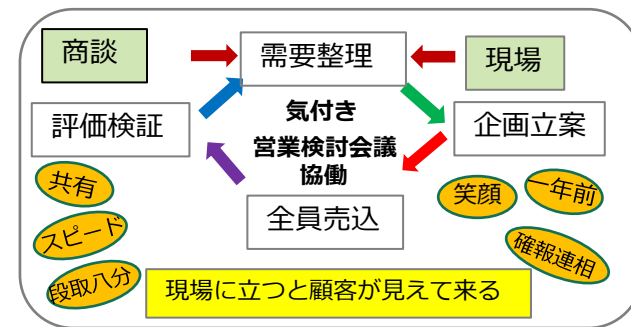 商談
需要整理
現場
評価検証
気付き
営業検討会議
協働
企画立案
共有
スピード
段取八分
全員売込
笑顔
一年前
確報連相
現場に立つと顧客が見えて来る